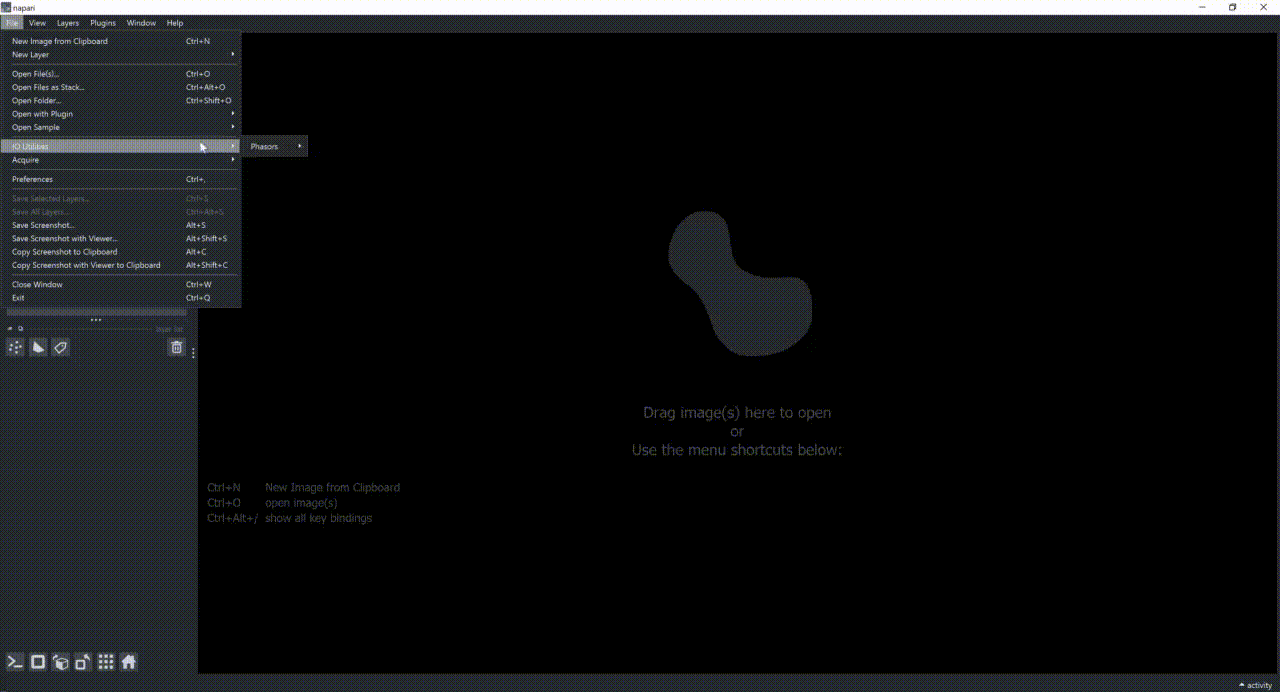 napari
File View Layers Plugins Window Help
New Image from Clipboard Ctrl+N
New Layer
Open File(s)... Ctrl+O
Open Files as Stack... Ctrl+Alt+O
Open Folder... Ctrl+Shift+O
Open with Plugin
Open Sample
IO Utilities Phasors
Acquire
Preferences Ctrl+,
Save Selected Layers... Ctrl+S
Save All Layers... Ctrl+Alt+S
Save Screenshot... Alt+S
Save Screenshot with Viewer... Alt+Shift+S
Copy Screenshot to Clipboard Alt+C
Copy Screenshot with Viewer to Clipboard Alt+Shift+C
Close Window Ctrl+W
Exit Ctrl+Q
layer list
Drag image(s) here to open
or
Use the menu shortcuts below:
Ctrl+N New Image from Clipboard
Ctrl+O open image(s)
Ctrl+Alt+/ show all key bindings
activity